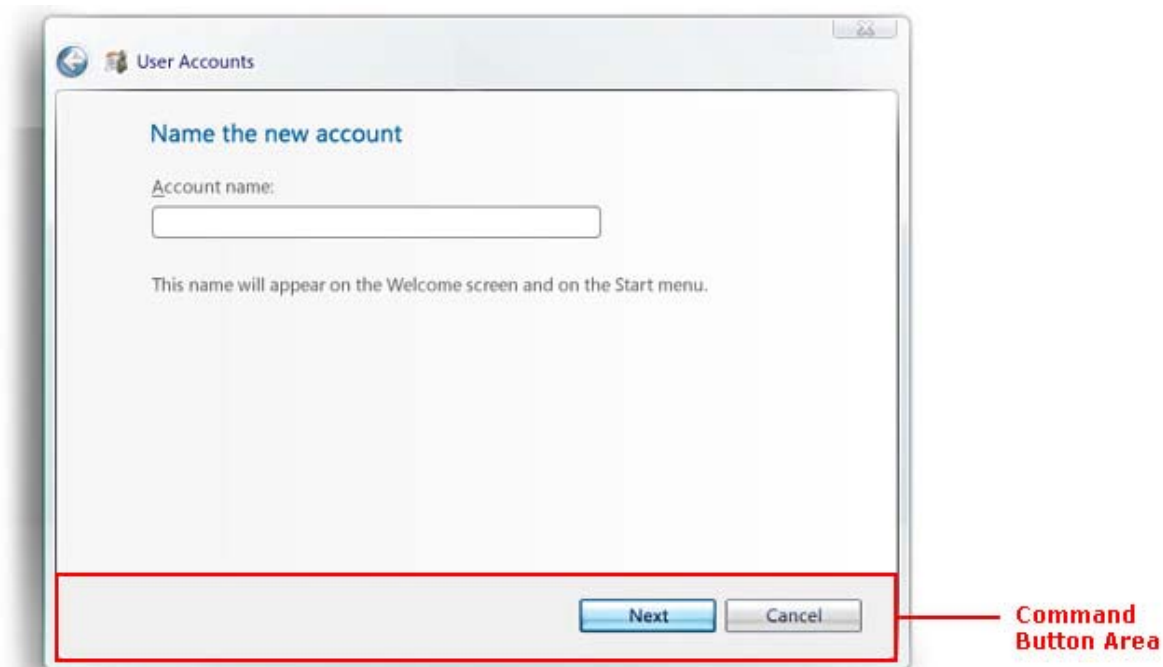 User Accounts
Name the new account
Account name:
This name will appear on the Welcome screen and on the Start menu.
Next
Cancel
Command
Button Area